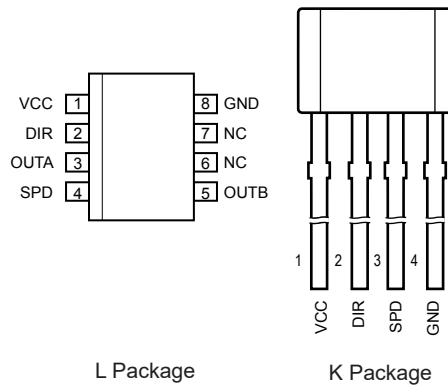 VCC 1 8 GND
DIR 2 7 NC
OUTA 3 6 NC
SPD 4 5 OUTB
L Package
1 2 3 4
VCC DIR SPD GND
K Package